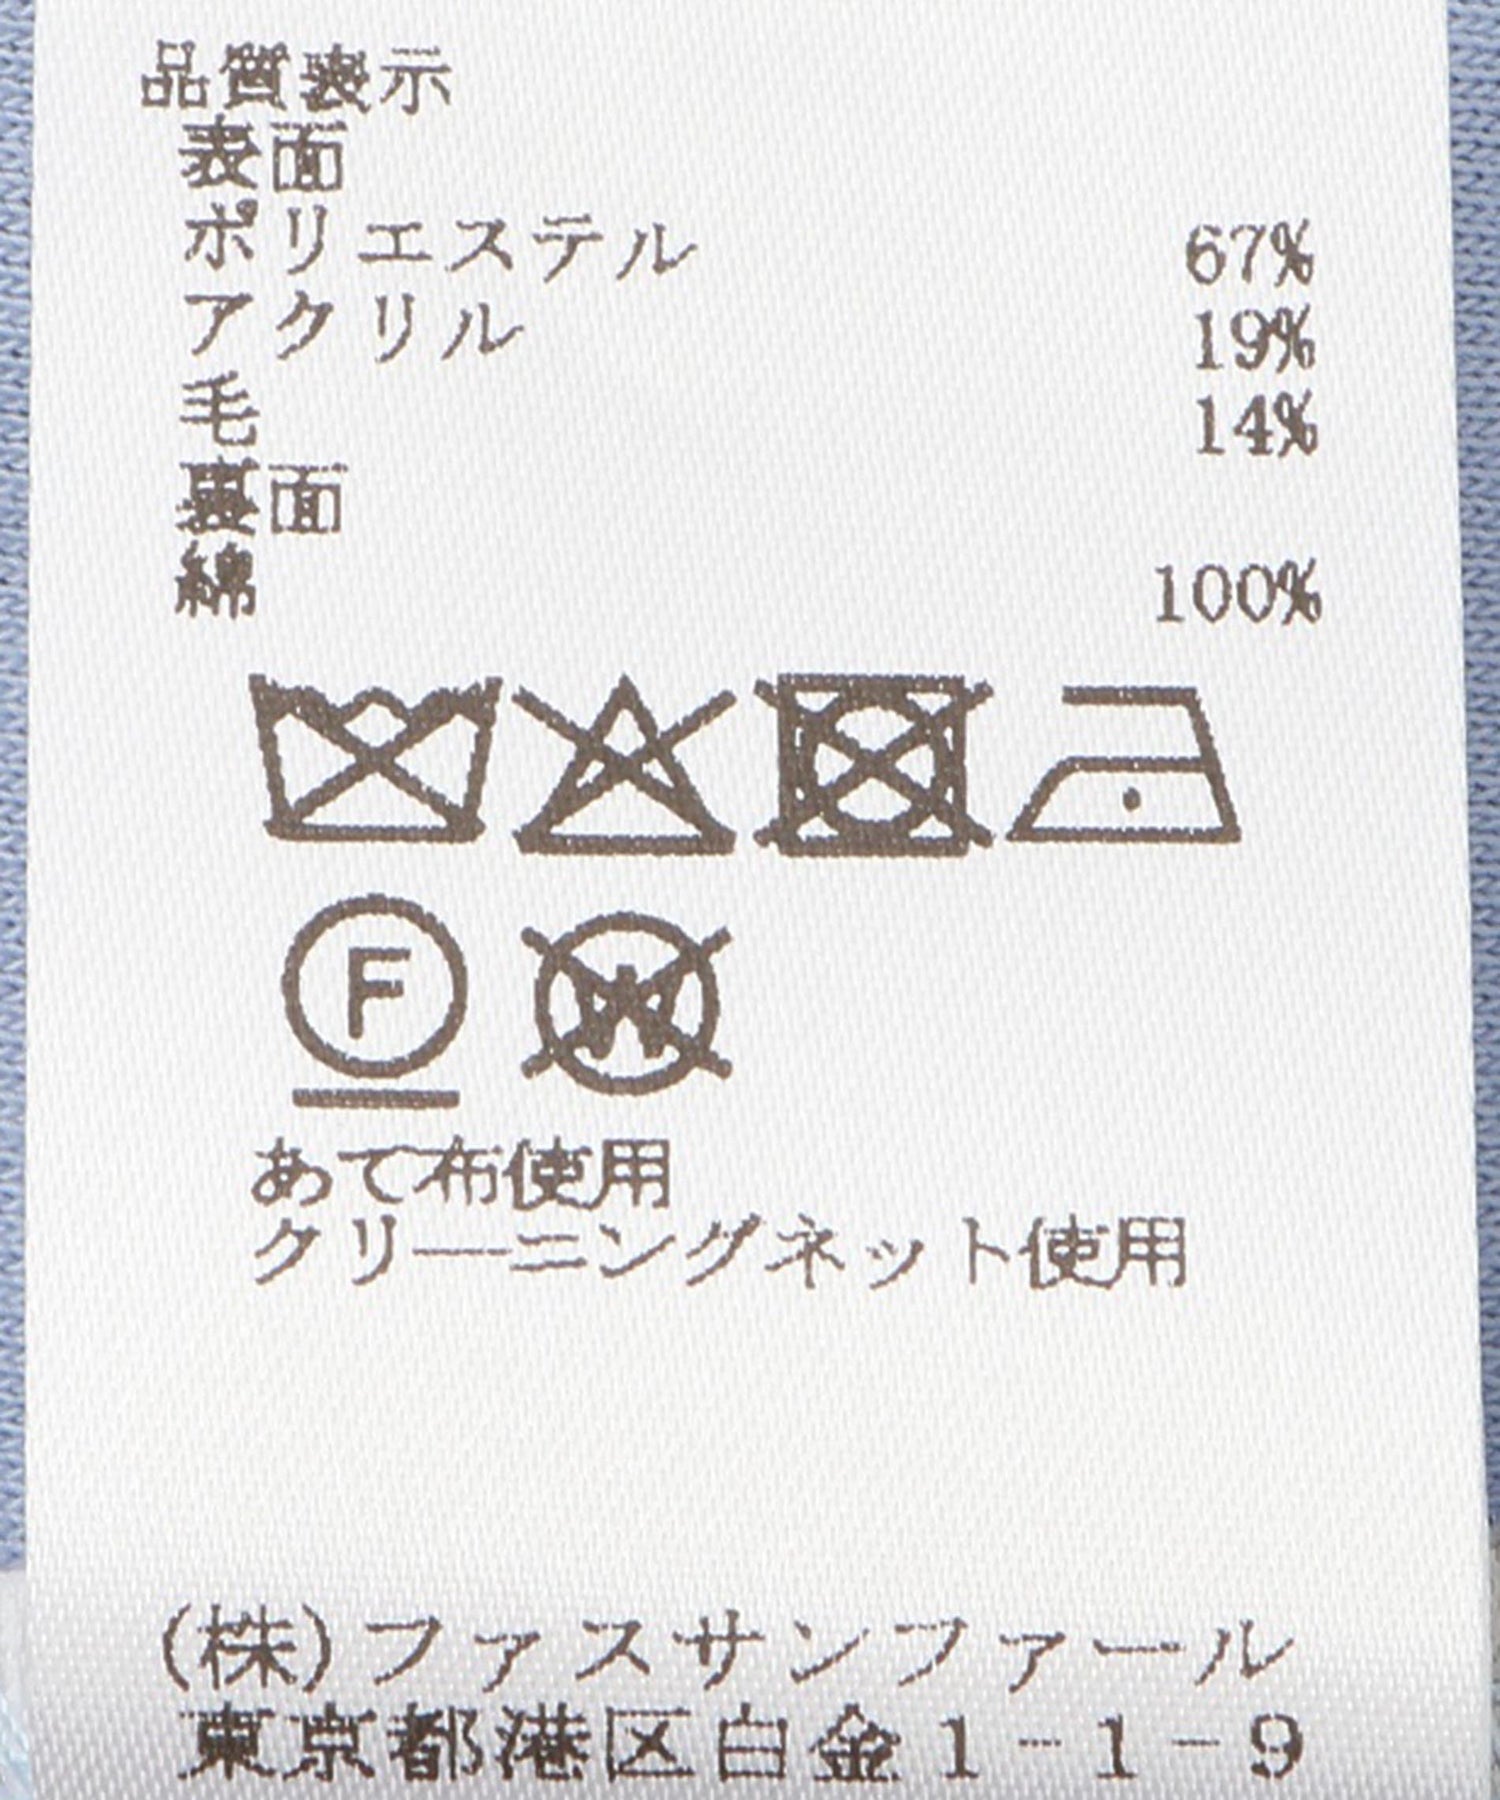 品質表示
表面
ポリエステル 67%
アクリル 19%
毛 14%
裏面
綿 100%
F W
あて布使用
クリーニングネット使用
(株)ファスサンファール
東京都港区白金1-1-9